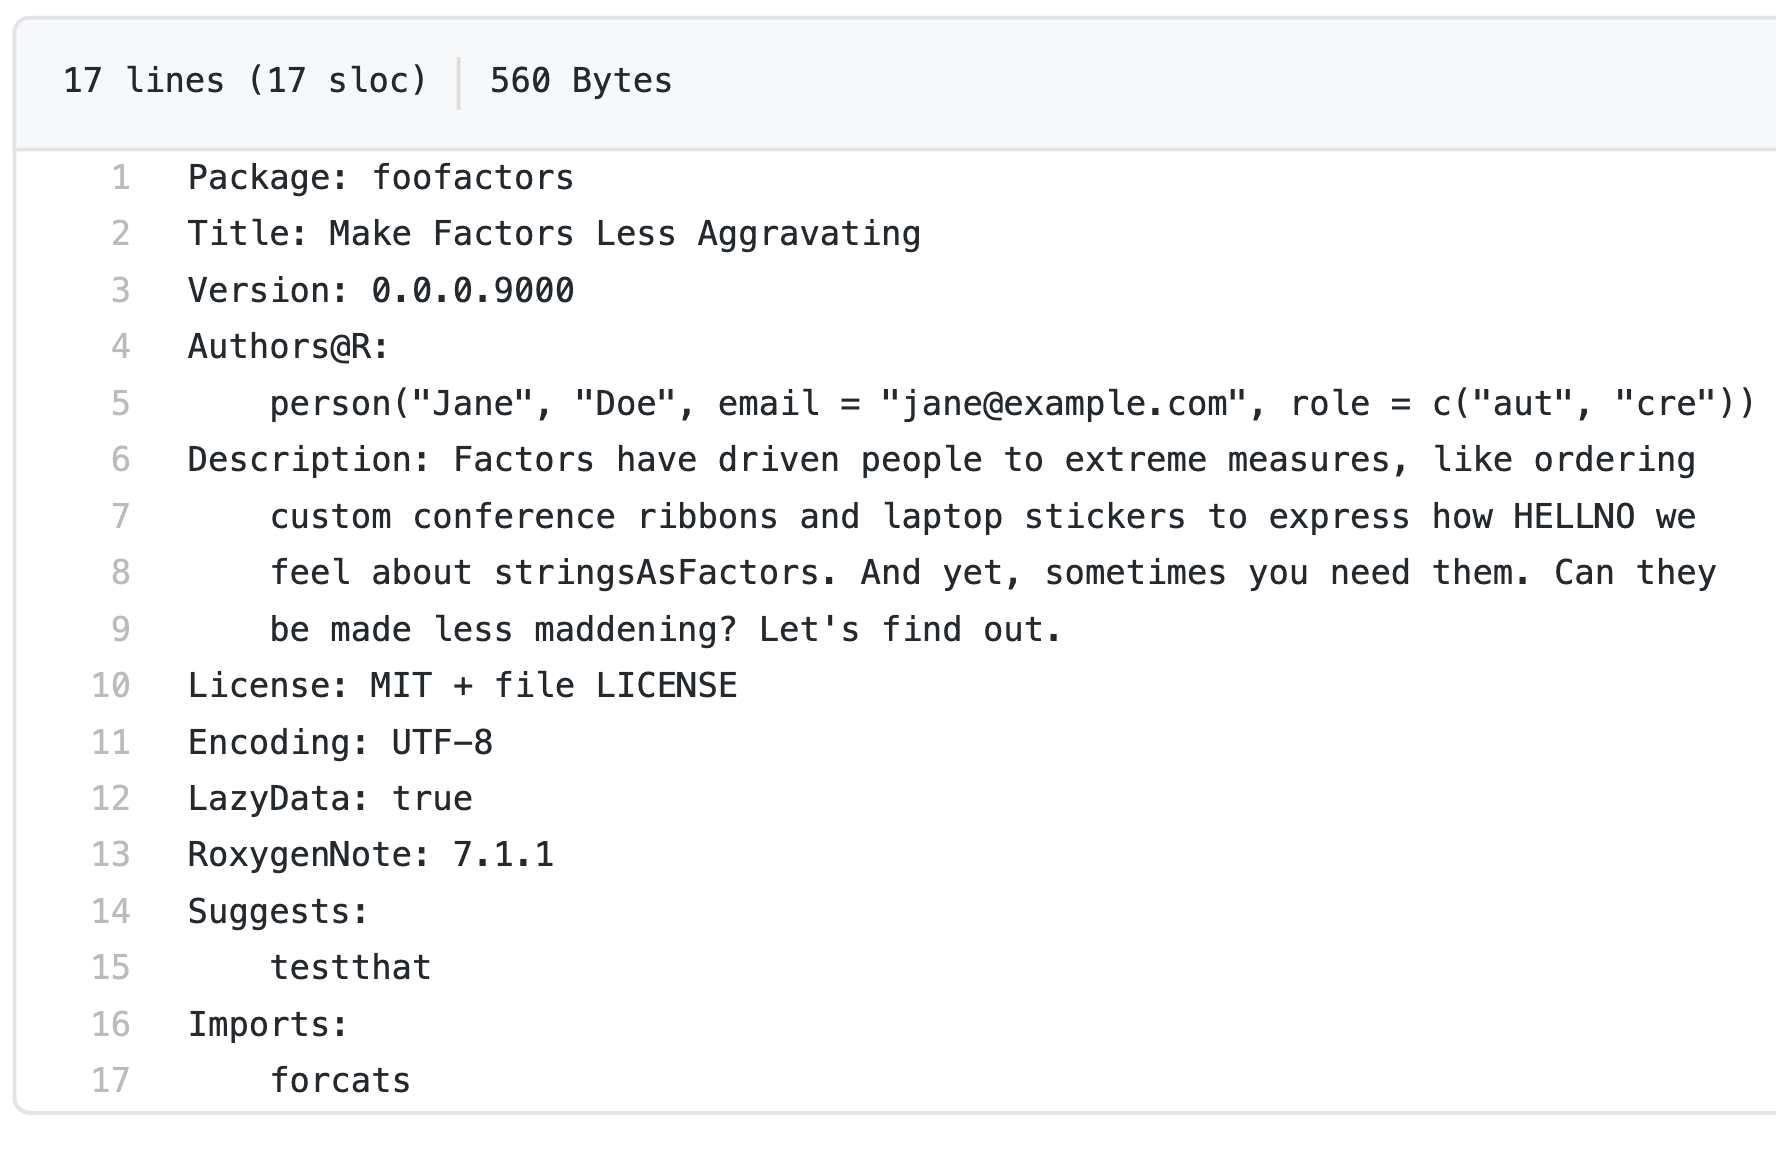 17 lines (17 sloc) 560 Bytes
1 Package: foofactors
2 Title: Make Factors Less Aggravating
3 Version: 0.0.0.9000
4 Authors@R:
5     person("Jane", "Doe", email = "jane@example.com", role = c("aut", "cre"))
6 Description: Factors have driven people to extreme measures, like ordering
7     custom conference ribbons and laptop stickers to express how HELLNO we
8     feel about stringsAsFactors. And yet, sometimes you need them. Can they
9     be made less maddening? Let's find out.
10 License: MIT + file LICENSE
11 Encoding: UTF-8
12 LazyData: true
13 RoxygenNote: 7.1.1
14 Suggests:
15     testthat
16 Imports:
17     forcats